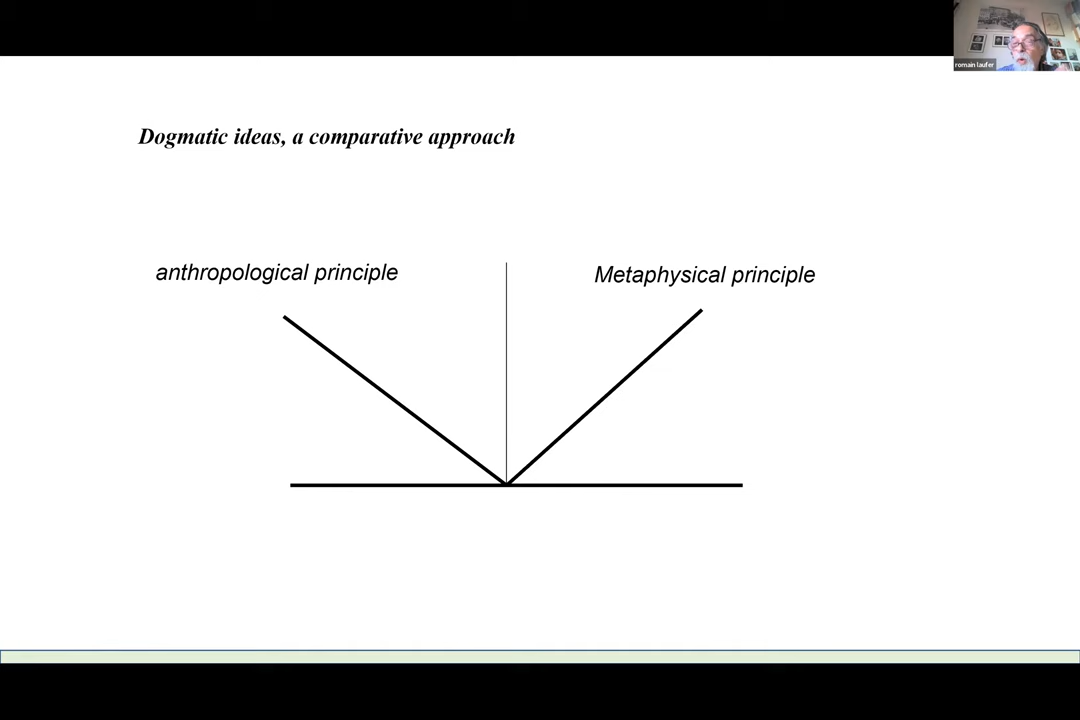 romain laufer
Dogmatic ideas, a comparative approach
anthropological principle
Metaphysical principle